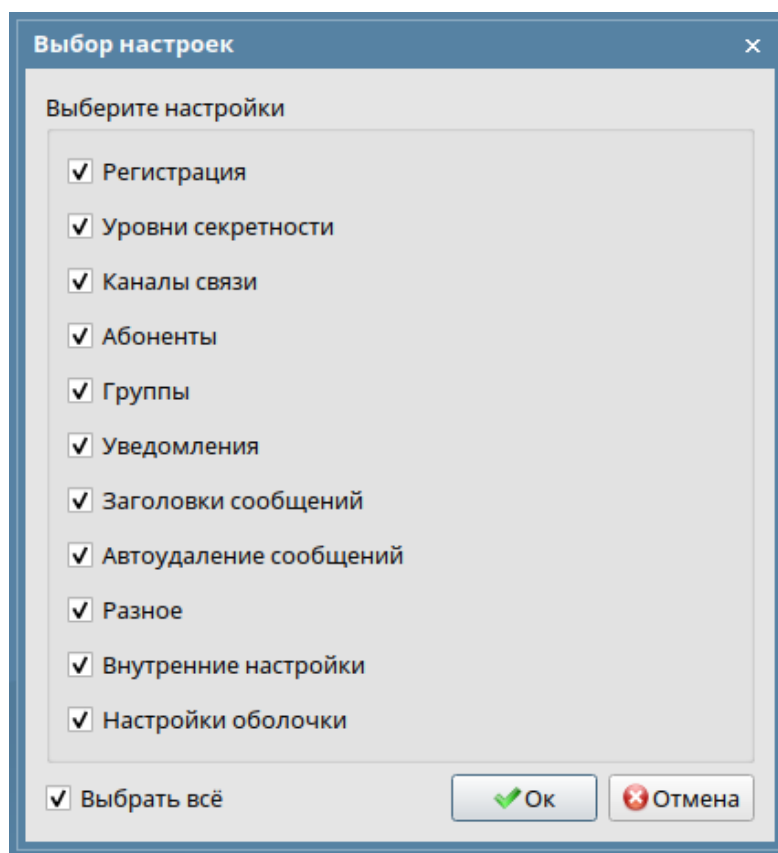 Выбор настроек
Выберите настройки
Регистрация
Уровни секретности
Каналы связи
Абоненты
Группы
Уведомления
Заголовки сообщений
Автоудаление сообщений
Разное
Внутренние настройки
Настройки оболочки
Выбрать всё Ок Отмена